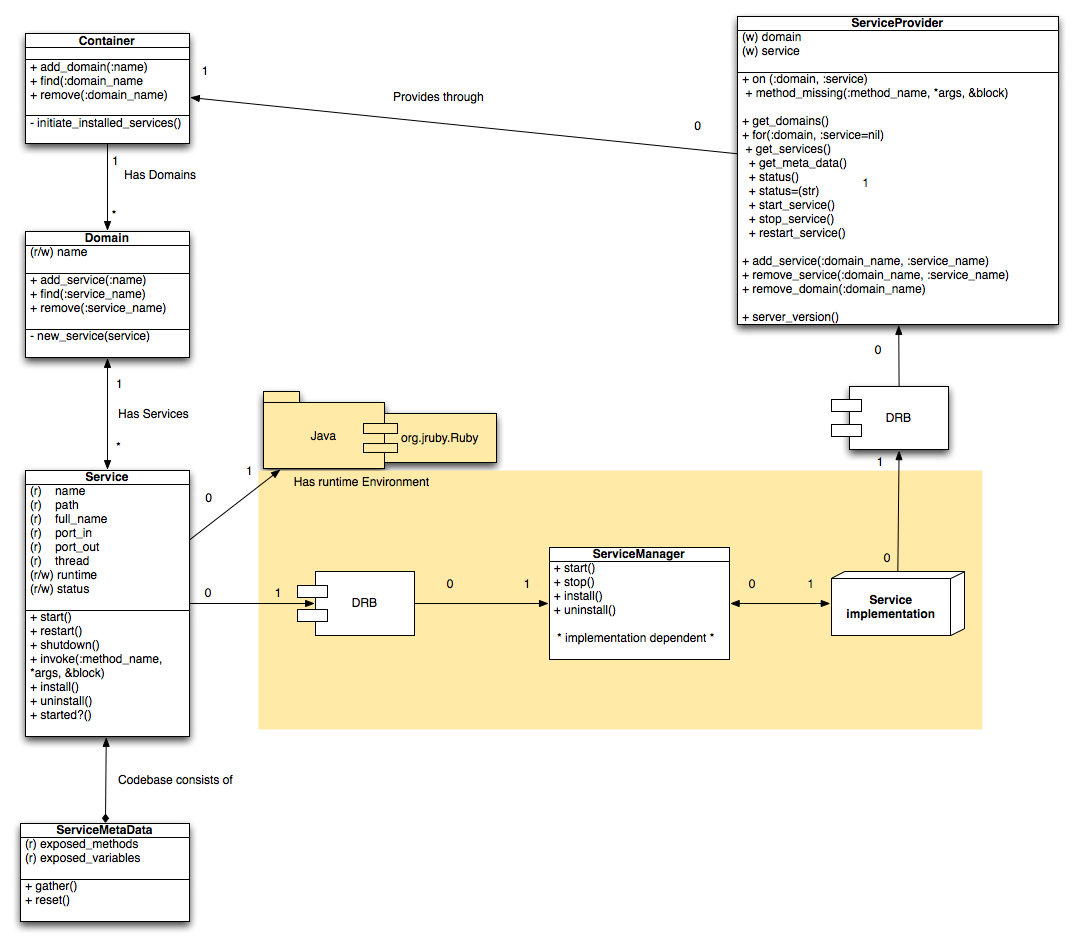 Container
+ add_domain(:name)
+ find(:domain_name
+ remove(:domain_name)
- initiate_installed_services()
1
Provides through
0
ServiceProvider
(w) domain
(w) service
+ on (:domain, :service)
+ method_missing(:method_name, *args, &block)
+ get_domains()
+ for(:domain, :service=nil)
+ get_services()
+ get_meta_data()
+ status()
1
+ status=(str)
+ start_service()
+ stop_service()
+ restart_service()
+ add_service(:domain_name, :service_name)
+ remove_service(:domain_name, :service_name)
+ remove_domain(:domain_name)
+ server_version()
1
Has Domains
*
Domain
(r/w) name
+ add_service(:name)
+ find(:service_name)
+ remove(:service_name)
- new_service(service)
1
Has Services
*
0
DRB
1
0
Java
org.jruby.Ruby
1
0
Has runtime Environment
Service
(r) name
(r) path
(r) full_name
(r) port_in
(r) port_out
(r) thread
(r/w) runtime
(r/w) status
+ start()
+ restart()
+ shutdown()
+ invoke(:method_name,
*args, &block)
+ install()
+ uninstall()
+ started?()
0
1
DRB
0
1
ServiceManager
+ start()
+ stop()
+ install()
+ uninstall()
* implementation dependent *
0
1
Service
implementation
Codebase consists of
ServiceMetaData
(r) exposed_methods
(r) exposed_variables
+ gather()
+ reset()